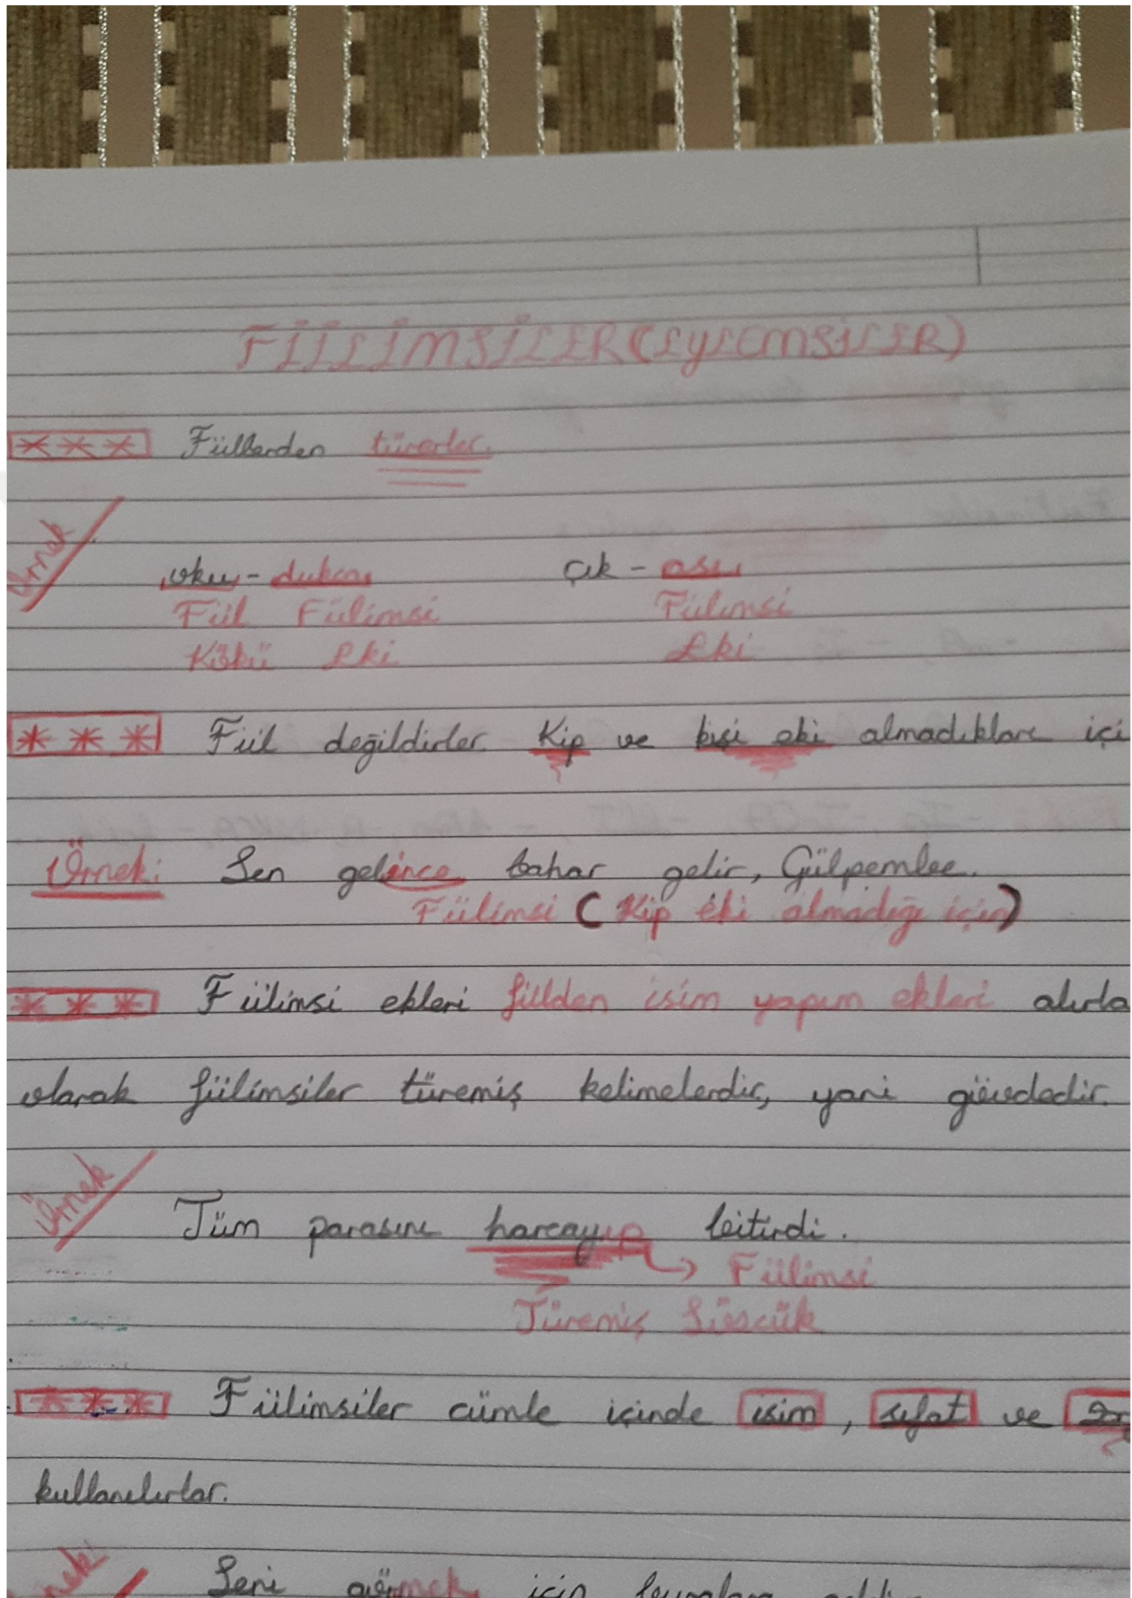 FİİLİMSİLER (EYLEMSİLER)
*** Fiillerden türerler.
Örnek
oku - dukça çık - ası
Fiil Fiilimsi Fiilimsi
Kökü Eki Eki
*** Fiil değildirler. Kip ve kişi eki almadıkları içi
Örnek: Sen gelince bahar gelir, Gülpembe.
Fiilimsi (Kip eki almadığı için)
*** Fiilimsi ekleri fiilden isim yapım ekleri alırla
olarak fiilimsiler türemiş kelimelerdir, yani gövdedir.
Örnek
Tüm parasını harcayıp bitirdi.
Fiilimsi
Türemiş Sözcük
*** Fiilimsiler cümle içinde isim, sıfat ve
kullanılırlar.
Seni görmek için